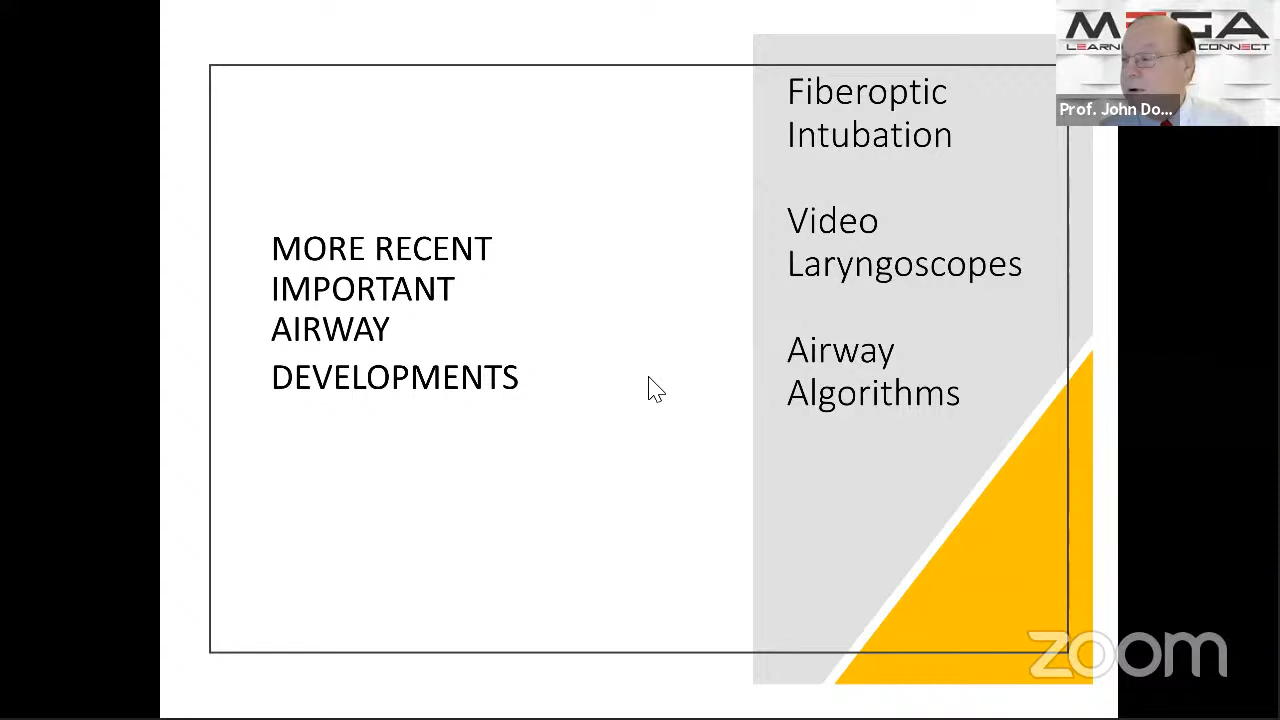 MORE RECENT
IMPORTANT
AIRWAY
DEVELOPMENTS
Fiberoptic
Intubation
Video
Laryngoscopes
Airway
Algorithms
Prof. John Do...
zoom